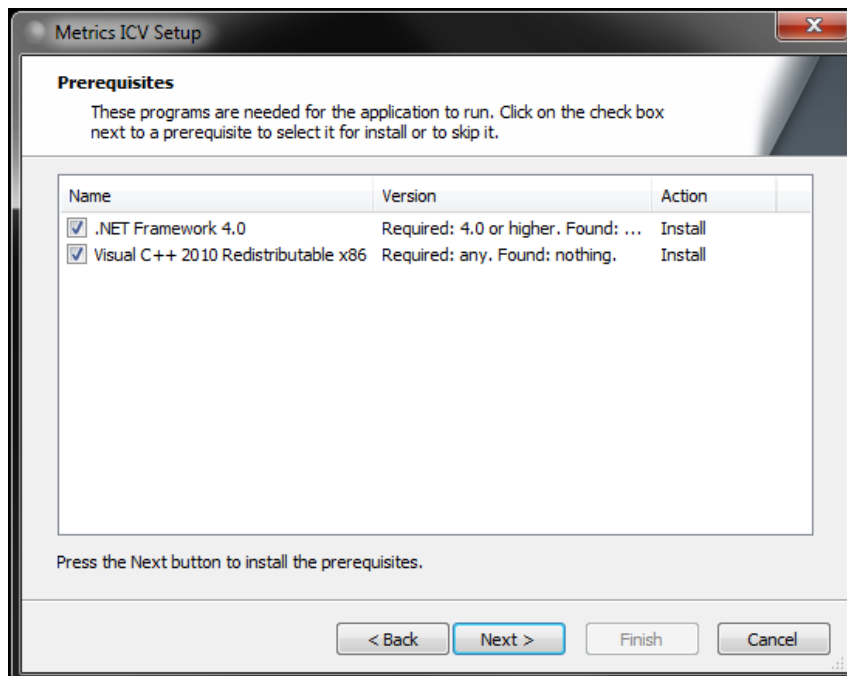 Metrics ICV Setup
X
Prerequisites
These programs are needed for the application to run. Click on the check box
next to a prerequisite to select it for install or to skip it.
Name Version Action
.NET Framework 4.0 Required: 4.0 or higher. Found: ... Install
Visual C++ 2010 Redistributable x86 Required: any. Found: nothing. Install
Press the Next button to install the prerequisites.
< Back Next > Finish Cancel